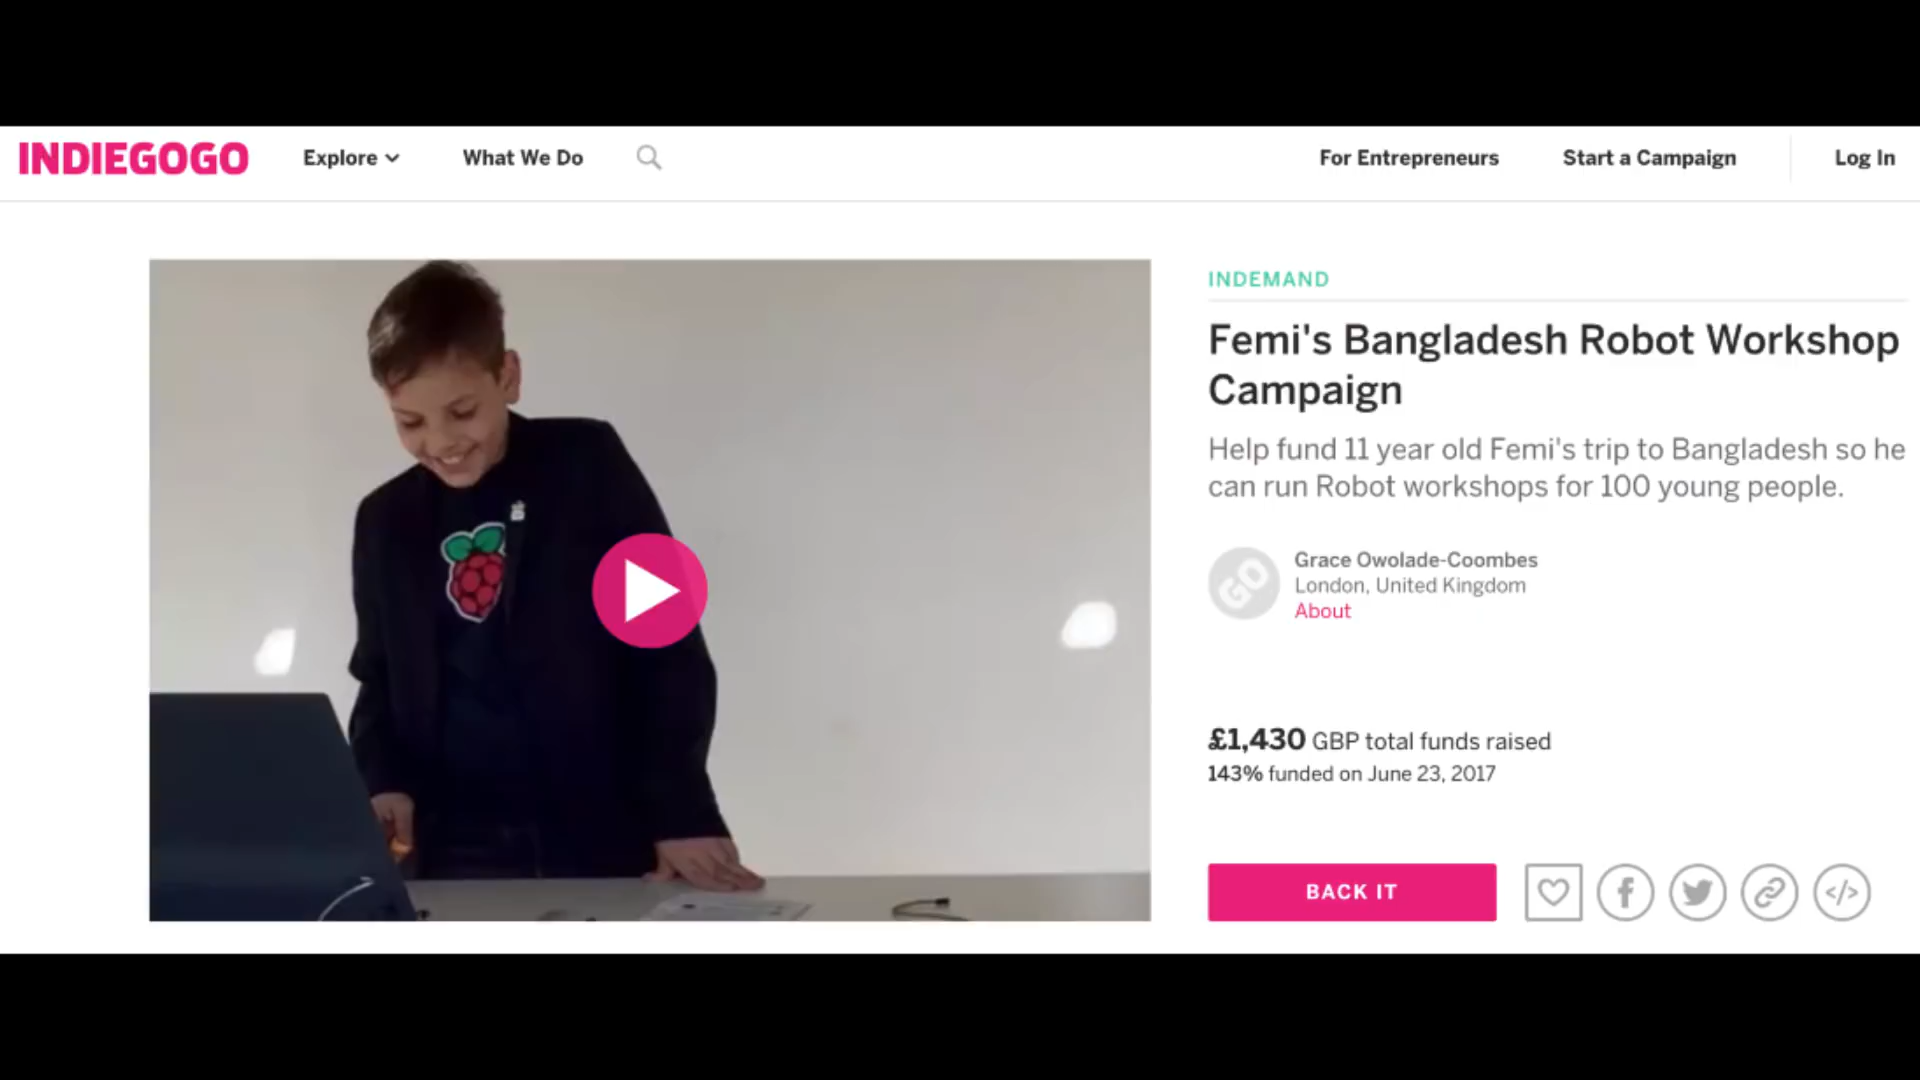 INDIEGOGO
Explore
What We Do
For Entrepreneurs
Start a Campaign
Log In
INDEMAND
Femi's Bangladesh Robot Workshop
Campaign
Help fund 11 year old Femi's trip to Bangladesh so he
can run Robot workshops for 100 young people.
GO
Grace Owolade-Coombes
London, United Kingdom
About
£1,430 GBP total funds raised
143% funded on June 23, 2017
BACK IT